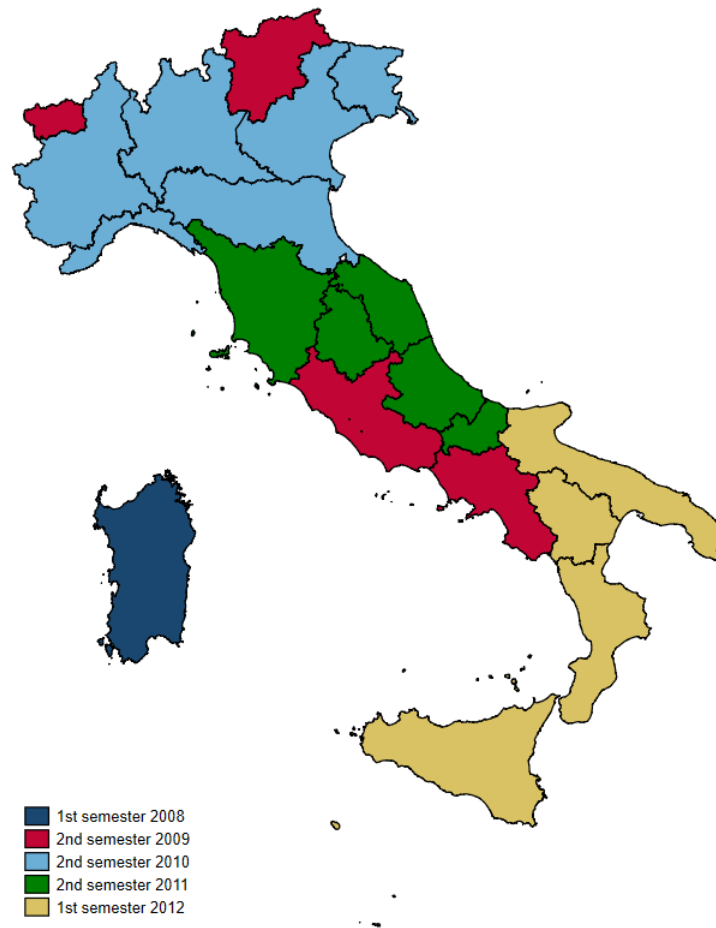 1st semester 2008
2nd semester 2009
2nd semester 2010
2nd semester 2011
1st semester 2012